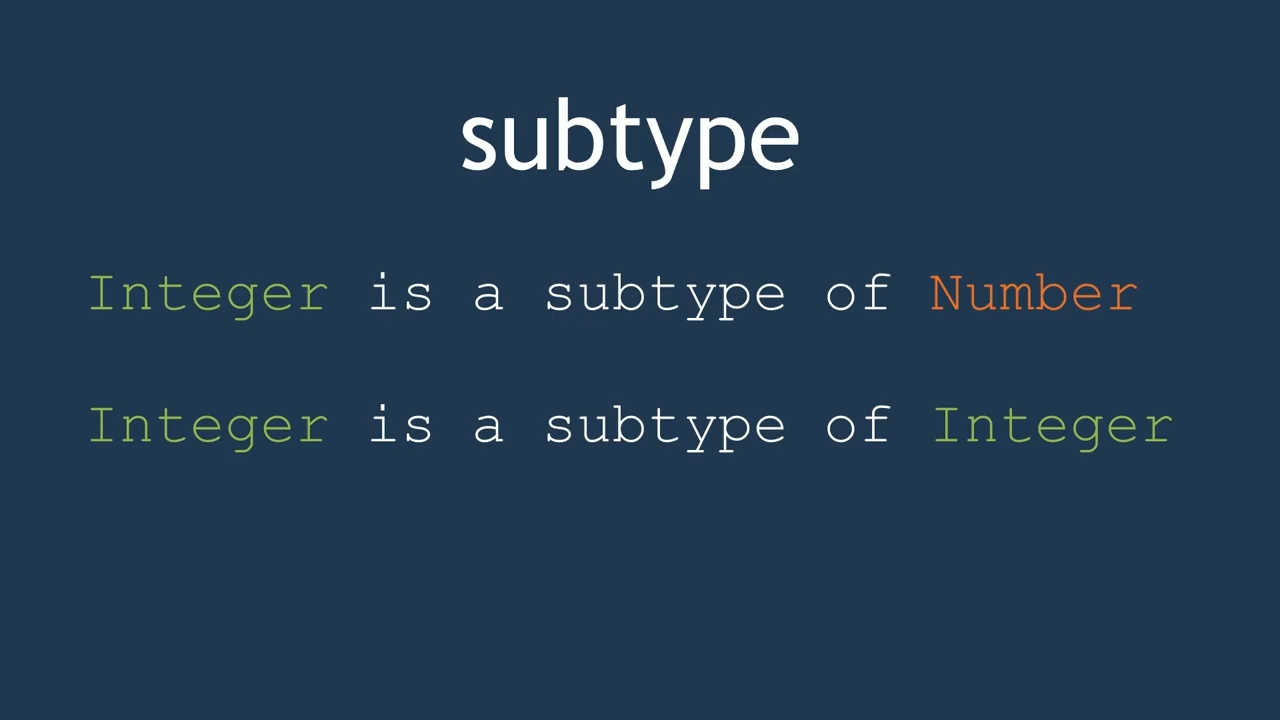 subtype
Integer is a subtype of Number
Integer is a subtype of Integer